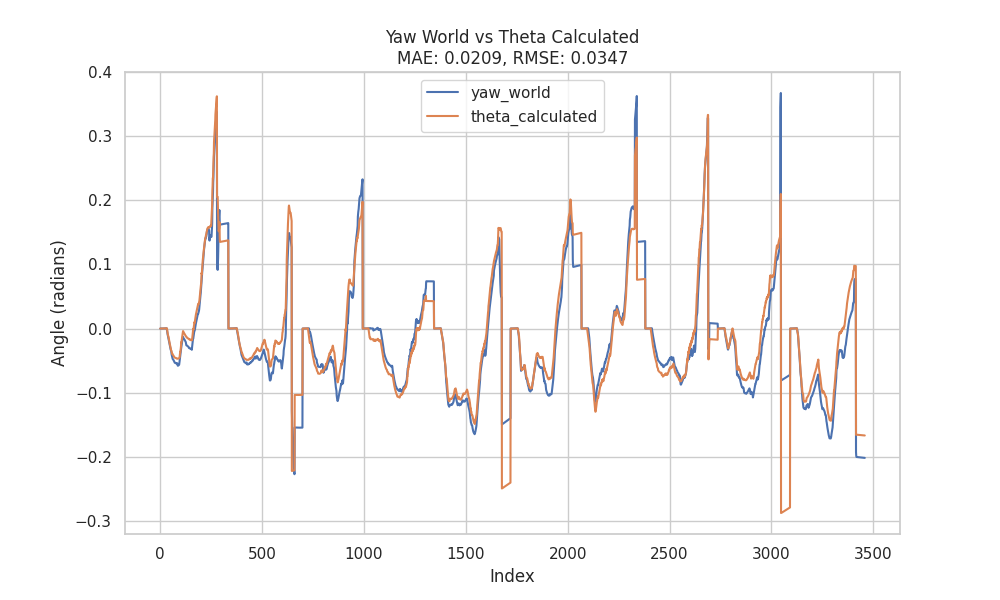 Yaw World vs Theta Calculated
MAE: 0.0209, RMSE: 0.0347
yaw_world
theta_calculated
Angle (radians)
0.4
0.3
0.2
0.1
0.0
−0.1
−0.2
−0.3
0 500 1000 1500 2000 2500 3000 3500
Index